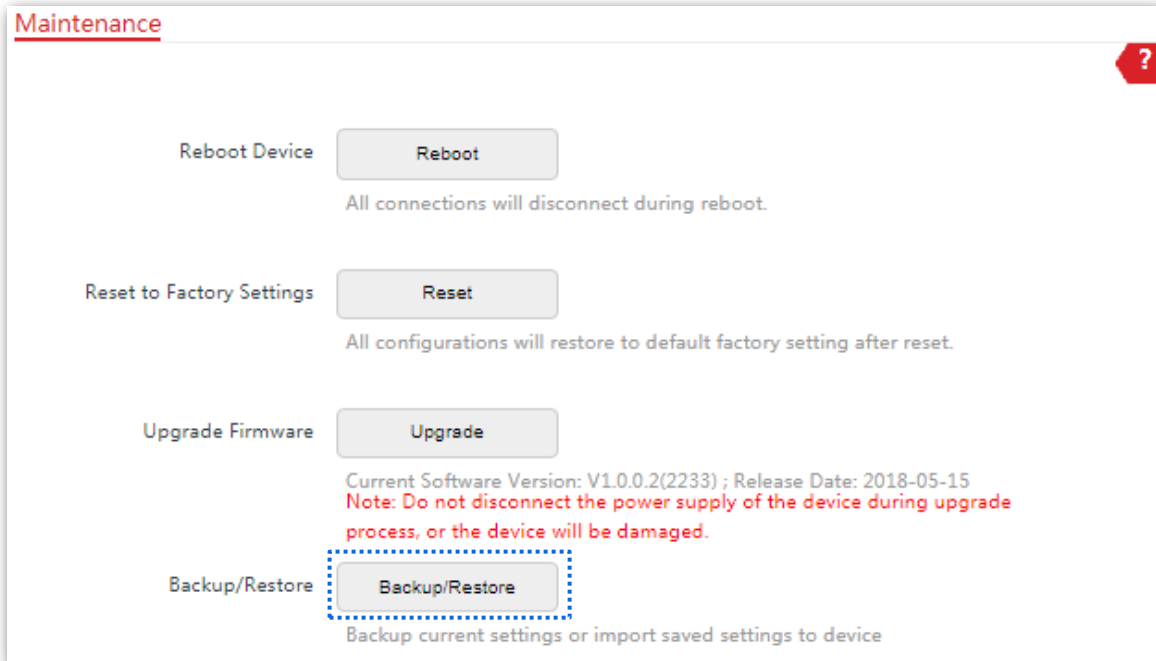 Maintenance
?
Reboot Device
Reboot
All connections will disconnect during reboot.
Reset to Factory Settings
Reset
All configurations will restore to default factory setting after reset.
Upgrade Firmware
Upgrade
Current Software Version: V1.0.0.2(2233) ; Release Date: 2018-05-15
Note: Do not disconnect the power supply of the device during upgrade
process, or the device will be damaged.
Backup/Restore
Backup/Restore
Backup current settings or import saved settings to device